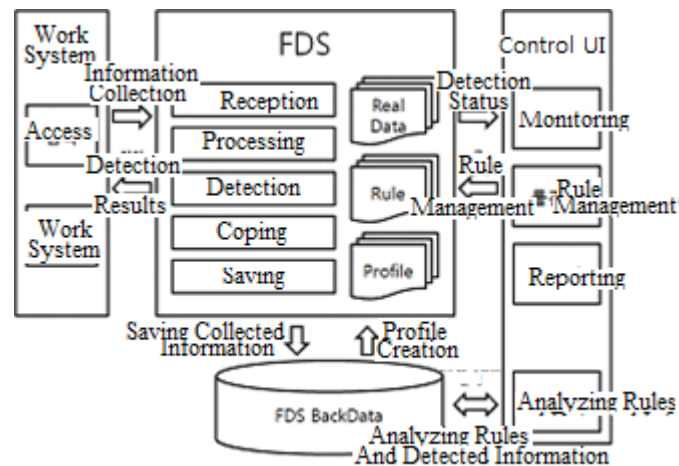 Work
System
Information
Collection
Access
Detection
Results
Work
System
FDS
Reception
Processing
Detection
Coping
Saving
Real
Data
Rule
Profile
Detection
Status
Rule
Management
Control UI
Monitoring
Rule
Management
Reporting
Analyzing Rules
Saving Collected
Information
Profile
Creation
FDS BackData
Analyzing Rules
And Detected Information